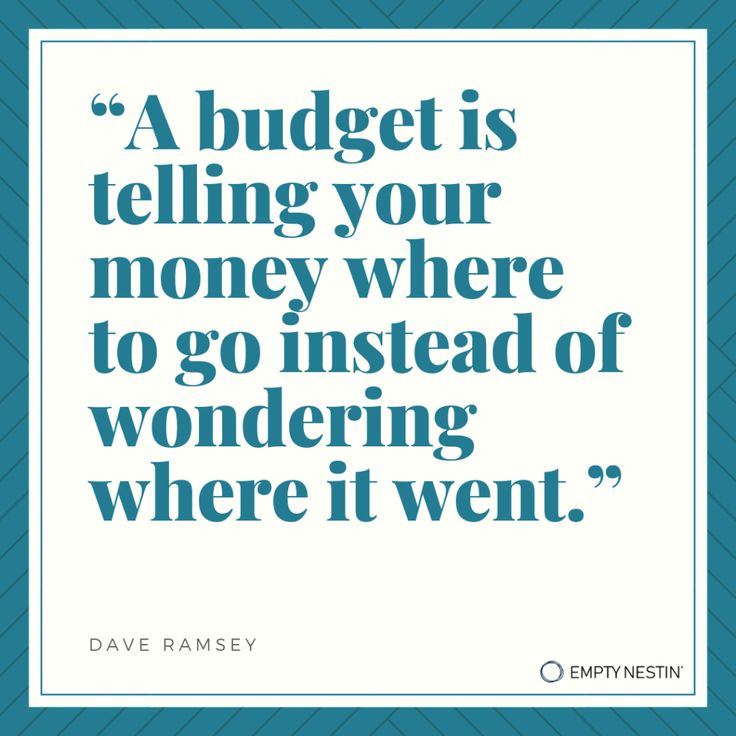 “A budget is
telling your
money where
to go instead of
wondering
where it went.”
DAVE RAMSEY
EMPTY NESTIN'